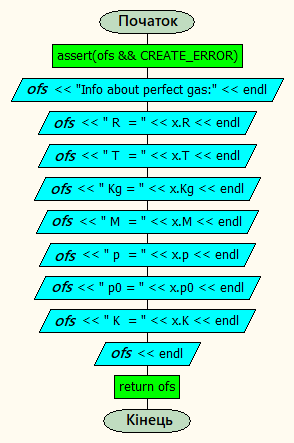 Початок
assert(ofs && CREATE_ERROR)
ofs << "Info about perfect gas:" << endl
ofs << " R  = " << x.R << endl
ofs << " T  = " << x.T << endl
ofs << " Kg = " << x.Kg << endl
ofs << " M  = " << x.M << endl
ofs << " p  = " << x.p << endl
ofs << " p0 = " << x.p0 << endl
ofs << " K  = " << x.K << endl
ofs << endl
return ofs
Кінець